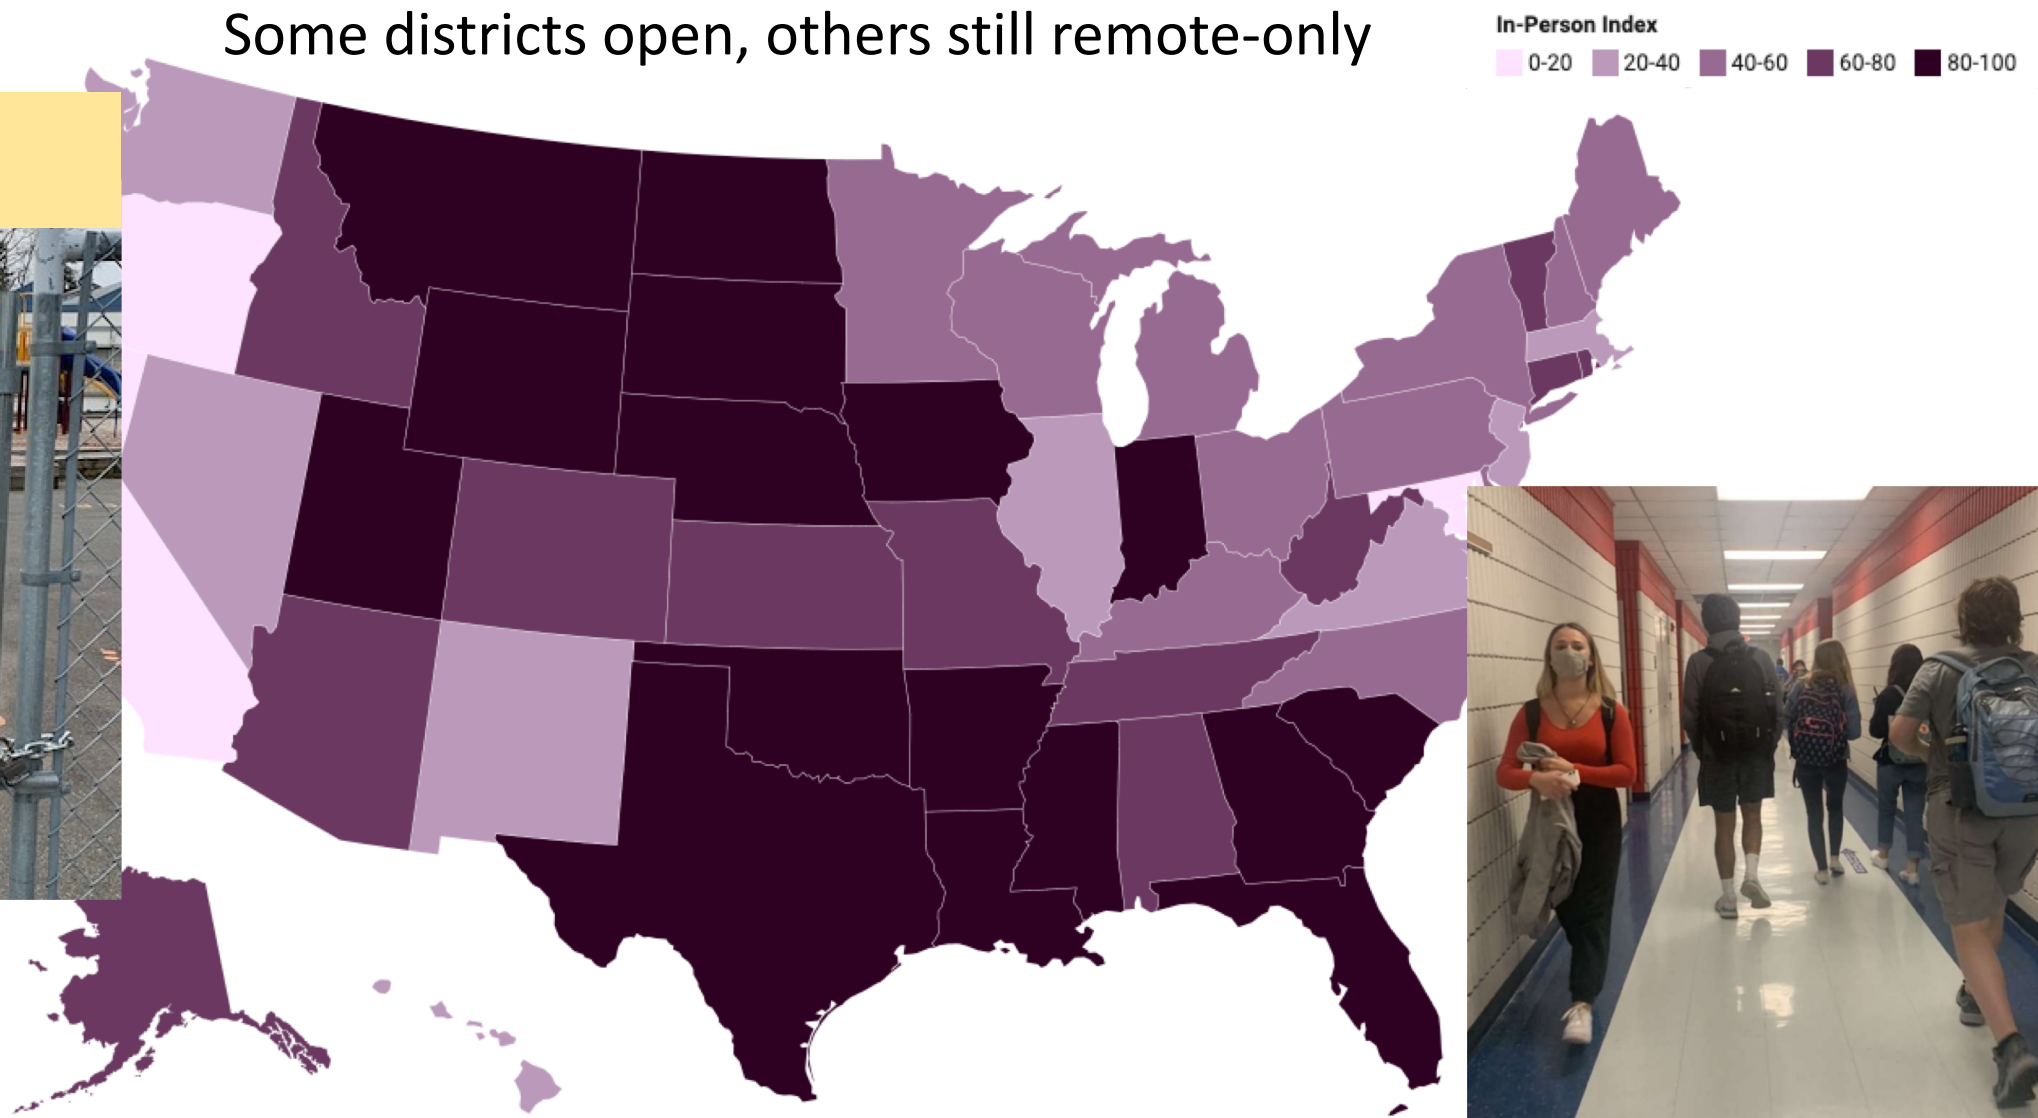 Some districts open, others still remote-only
In-Person Index
0-20 20-40 40-60 60-80 80-100